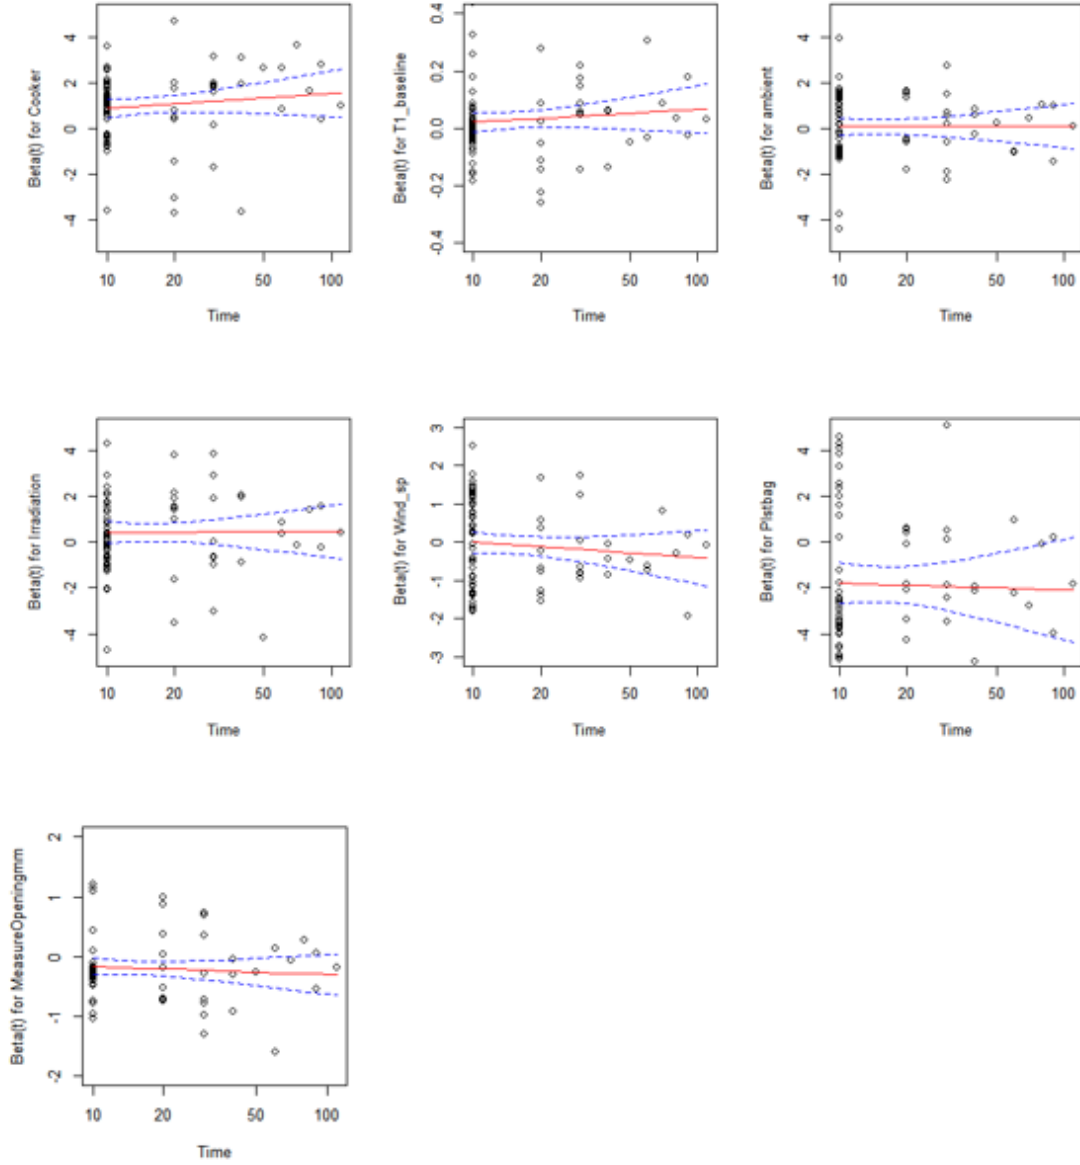 Beta(t) for Cooker
4
2
0
-2
-4
10 20 50 100
Time
Beta(t) for T1_baseline
0.4
0.2
0.0
-0.2
-0.4
10 20 50 100
Time
Beta(t) for ambient
4
2
0
-2
-4
10 20 50 100
Time
Beta(t) for Irradiation
4
2
0
-2
-4
10 20 50 100
Time
Beta(t) for Wind_sp
3
2
1
0
-1
-2
-3
10 20 50 100
Time
Beta(t) for Plstbag
4
2
0
-2
-4
10 20 50 100
Time
Beta(t) for MeasureOpeningmm
2
1
0
-1
-2
10 20 50 100
Time